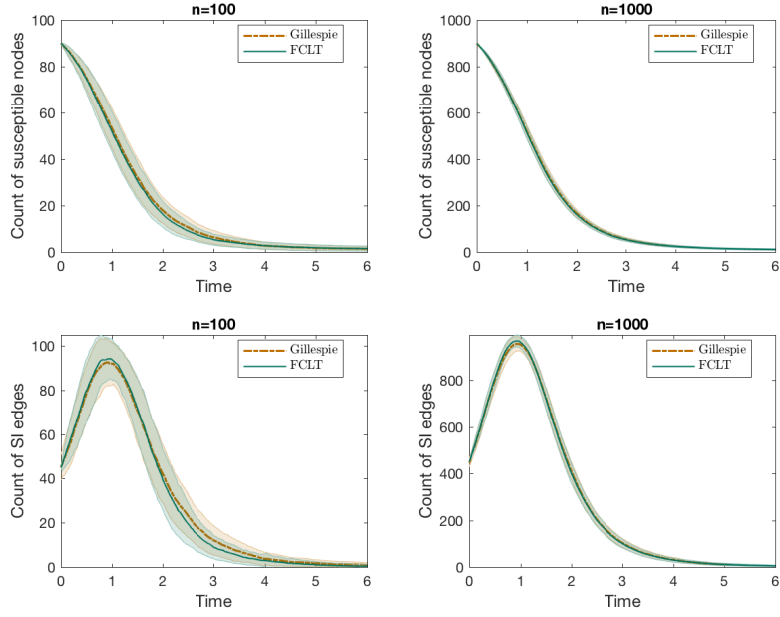 n=100
Count of susceptible nodes
100
80
60
40
20
0
Gillespie
FCLT
0 1 2 3 4 5 6
Time
n=1000
Count of susceptible nodes
1000
800
600
400
200
0
Gillespie
FCLT
0 1 2 3 4 5 6
Time
n=100
Count of SI edges
100
80
60
40
20
0
Gillespie
FCLT
0 1 2 3 4 5 6
Time
n=1000
Count of SI edges
800
600
400
200
0
Gillespie
FCLT
0 1 2 3 4 5 6
Time